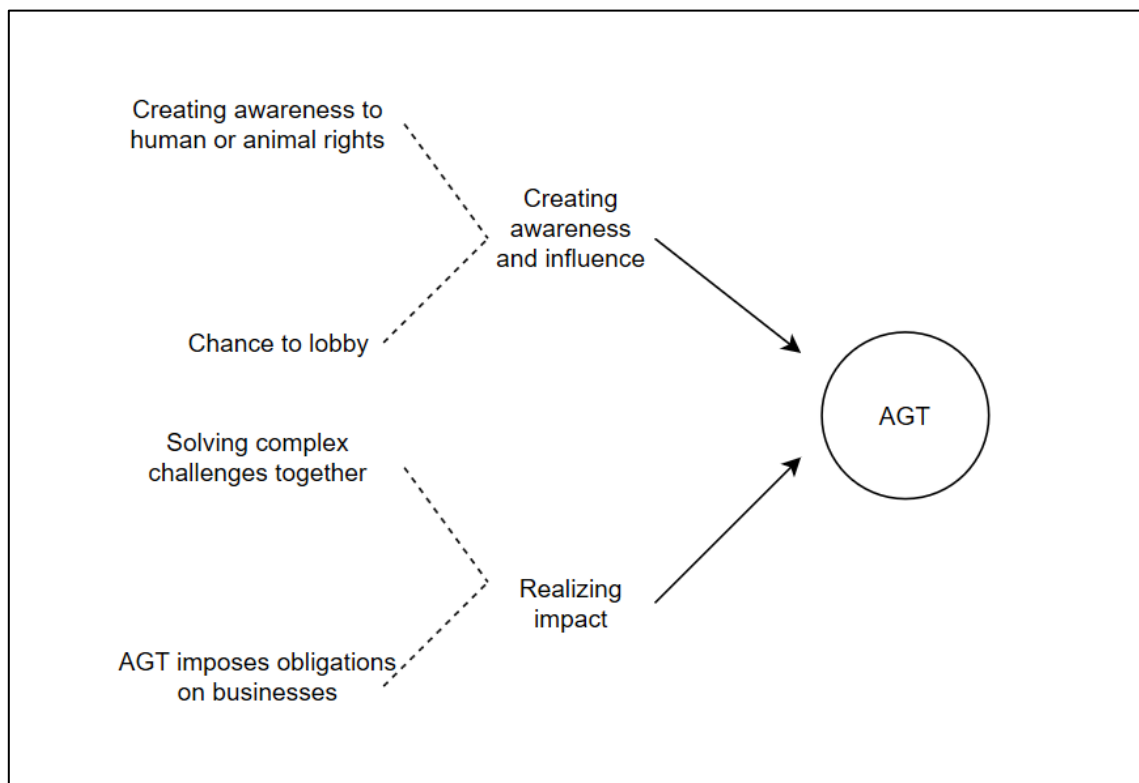 Creating awareness to
human or animal rights
Creating
awareness
and influence
Chance to lobby
AGT
Solving complex
challenges together
Realizing
impact
AGT imposes obligations
on businesses